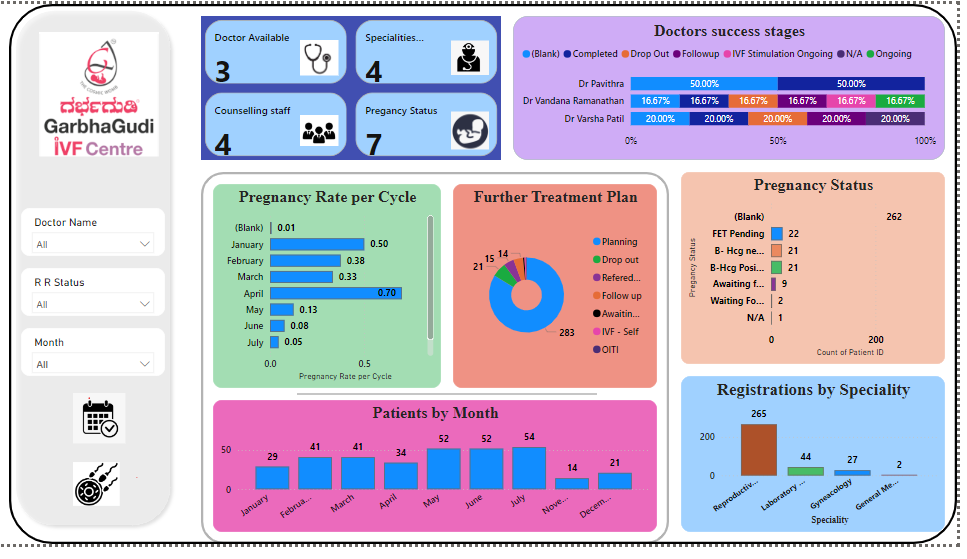 THE COSMIC WOMB
ಗರ್ಭಗುಡಿ
GarbhaGudi
IVF Centre
Doctor Name
All
R R Status
All
Month
All
Doctor Available
3
Specialities...
4
Counselling staff
4
Pregancy Status
7
Doctors success stages
(Blank) Completed Drop Out Followup IVF Stimulation Ongoing N/A Ongoing
Dr Pavithra 50.00% 50.00%
Dr Vandana Ramanathan 16.67% 16.67% 16.67% 16.67% 16.67% 16.67%
Dr Varsha Patil 20.00% 20.00% 20.00% 20.00% 20.00%
0% 50% 100%
Pregnancy Rate per Cycle
(Blank) 0.01
January 0.50
February 0.38
March 0.33
April 0.70
May 0.13
June 0.08
July 0.05
0.0 0.5
Pregnancy Rate per Cycle
Further Treatment Plan
14
15
21
283
Planning
Drop out
Refered...
Follow up
Awaitin...
IVF - Self
OITI
Pregnancy Status
Pregancy Status
(Blank) 262
FET Pending 22
B- Hcg ne... 21
B-Hcg Posi... 21
Awaiting f... 9
Waiting Fo... 2
N/A 1
0 200
Count of Patient ID
Patients by Month
50
0
29 41 41 34 52 52 54 14 21
January Februa... March April May June July Nove... Decem...
Registrations by Speciality
200
0
265 44 27 2
Reproductiv... Laboratory ... Gyneacology General Me...
Speciality